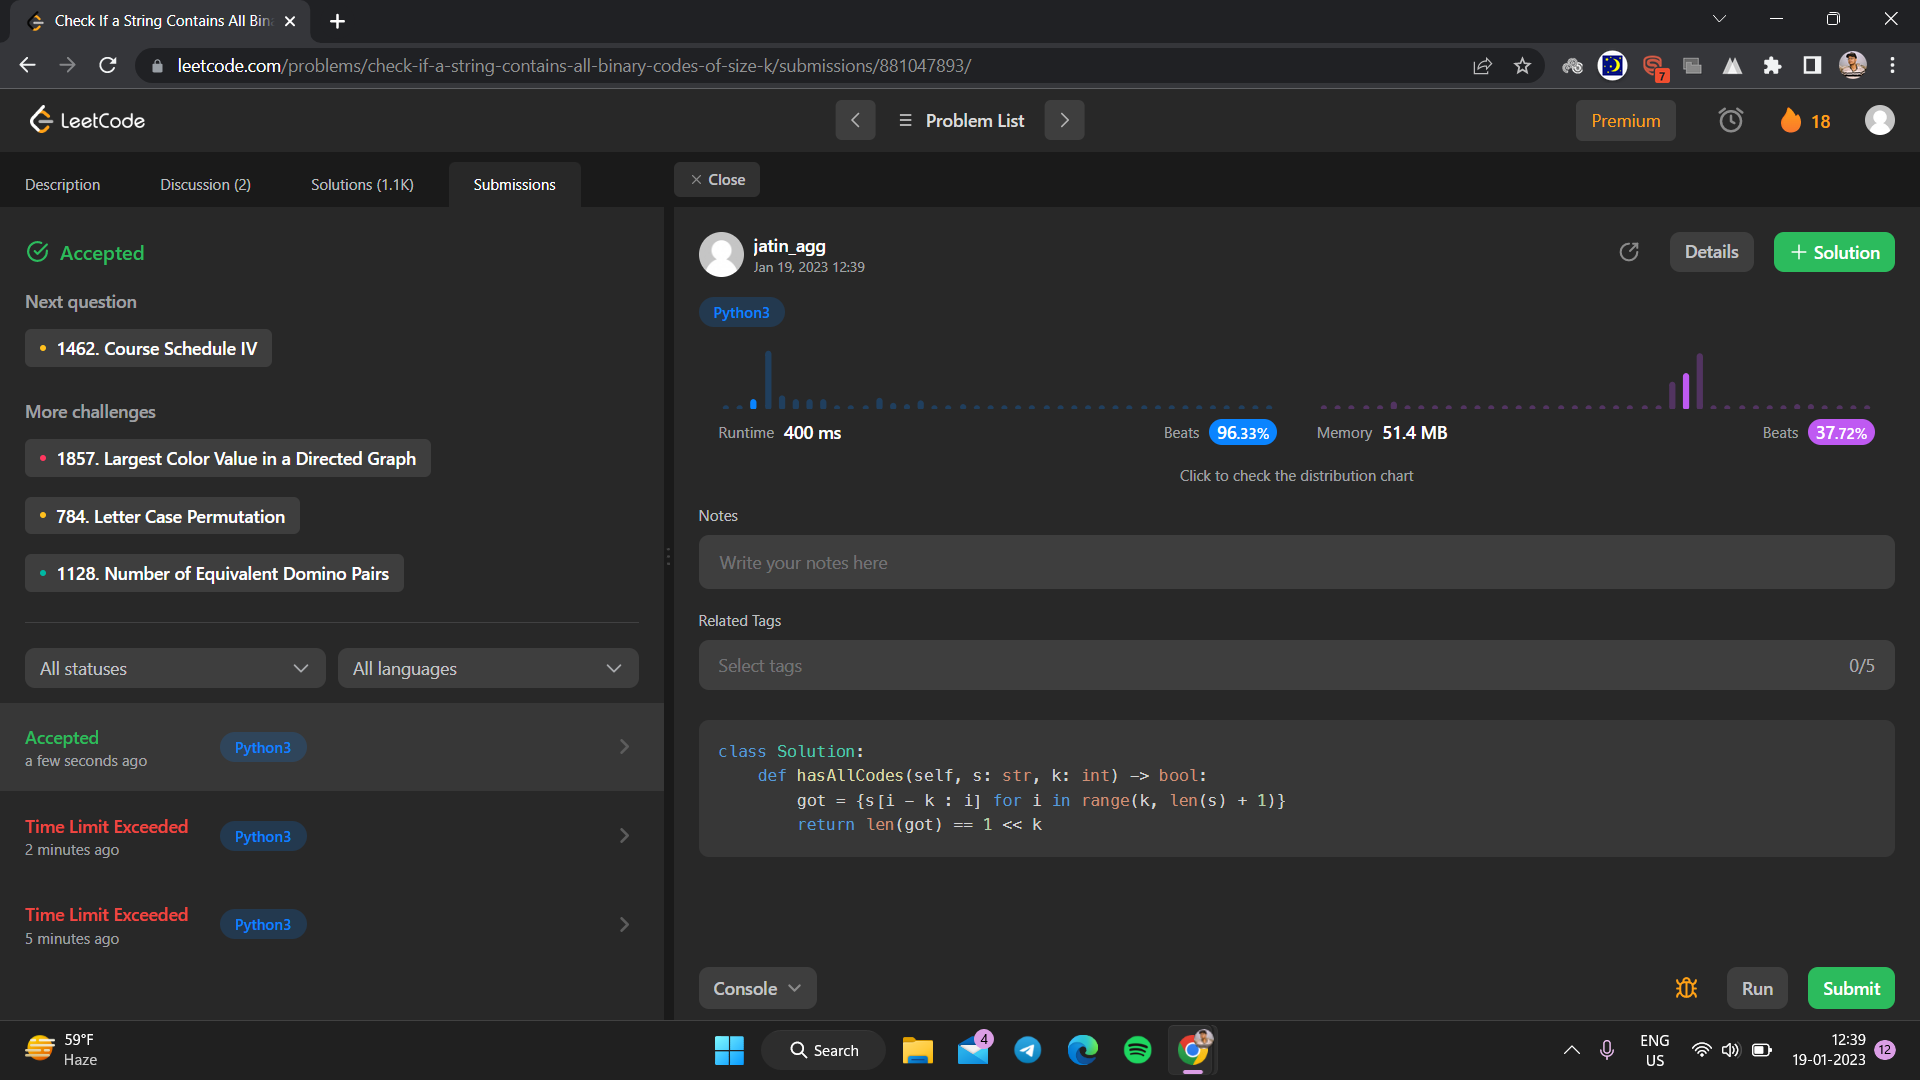 Check If a String Contains All Bin
leetcode.com/problems/check-if-a-string-contains-all-binary-codes-of-size-k/submissions/881047893/
7
LeetCode
Problem List
Premium
18
Description
Discussion (2)
Solutions (1.1K)
Submissions
Close
Accepted
Next question
1462. Course Schedule IV
More challenges
1857. Largest Color Value in a Directed Graph
784. Letter Case Permutation
1128. Number of Equivalent Domino Pairs
All statuses
All languages
Accepted
a few seconds ago
Python3
Time Limit Exceeded
2 minutes ago
Python3
Time Limit Exceeded
5 minutes ago
Python3
jatin_agg
Jan 19, 2023 12:39
Details
+ Solution
Python3
Runtime 400 ms
Beats 96.33%
Memory 51.4 MB
Beats 37.72%
Click to check the distribution chart
Notes
Write your notes here
Related Tags
Select tags
0/5
class Solution:
    def hasAllCodes(self, s: str, k: int) -> bool:
        got = {s[i - k : i] for i in range(k, len(s) + 1)}
        return len(got) == 1 << k
Console
Run
Submit
59°F
Haze
Search
4
ENG
US
12:39
19-01-2023
12